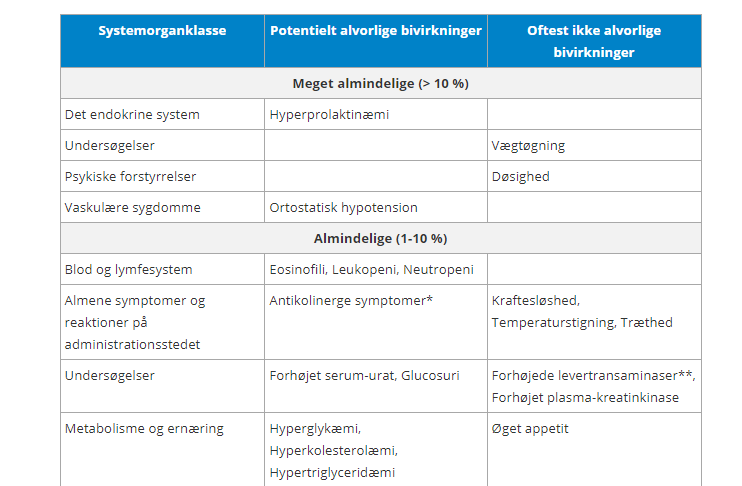 Systemorganklasse Potentielt alvorlige bivirkninger Oftest ikke alvorlige
bivirkninger
Meget almindelige (> 10 %)
Det endokrine system Hyperprolaktinæmi
Undersøgelser Vægtøgning
Psykiske forstyrrelser Døsighed
Vaskulære sygdomme Ortostatisk hypotension
Almindelige (1-10 %)
Blod og lymfesystem Eosinofili, Leukopeni, Neutropeni
Almene symptomer og Antikolinerge symptomer* Kraftesløshed,
reaktioner på Temperaturstigning, Træthed
administrationsstedet
Undersøgelser Forhøjet serum-urat, Glucosuri Forhøjede levertransaminaser**,
Forhøjet plasma-kreatinkinase
Metabolisme og ernæring Hyperglykæmi, Øget appetit
Hyperkolesterolæmi,
Hypertriglyceridæmi